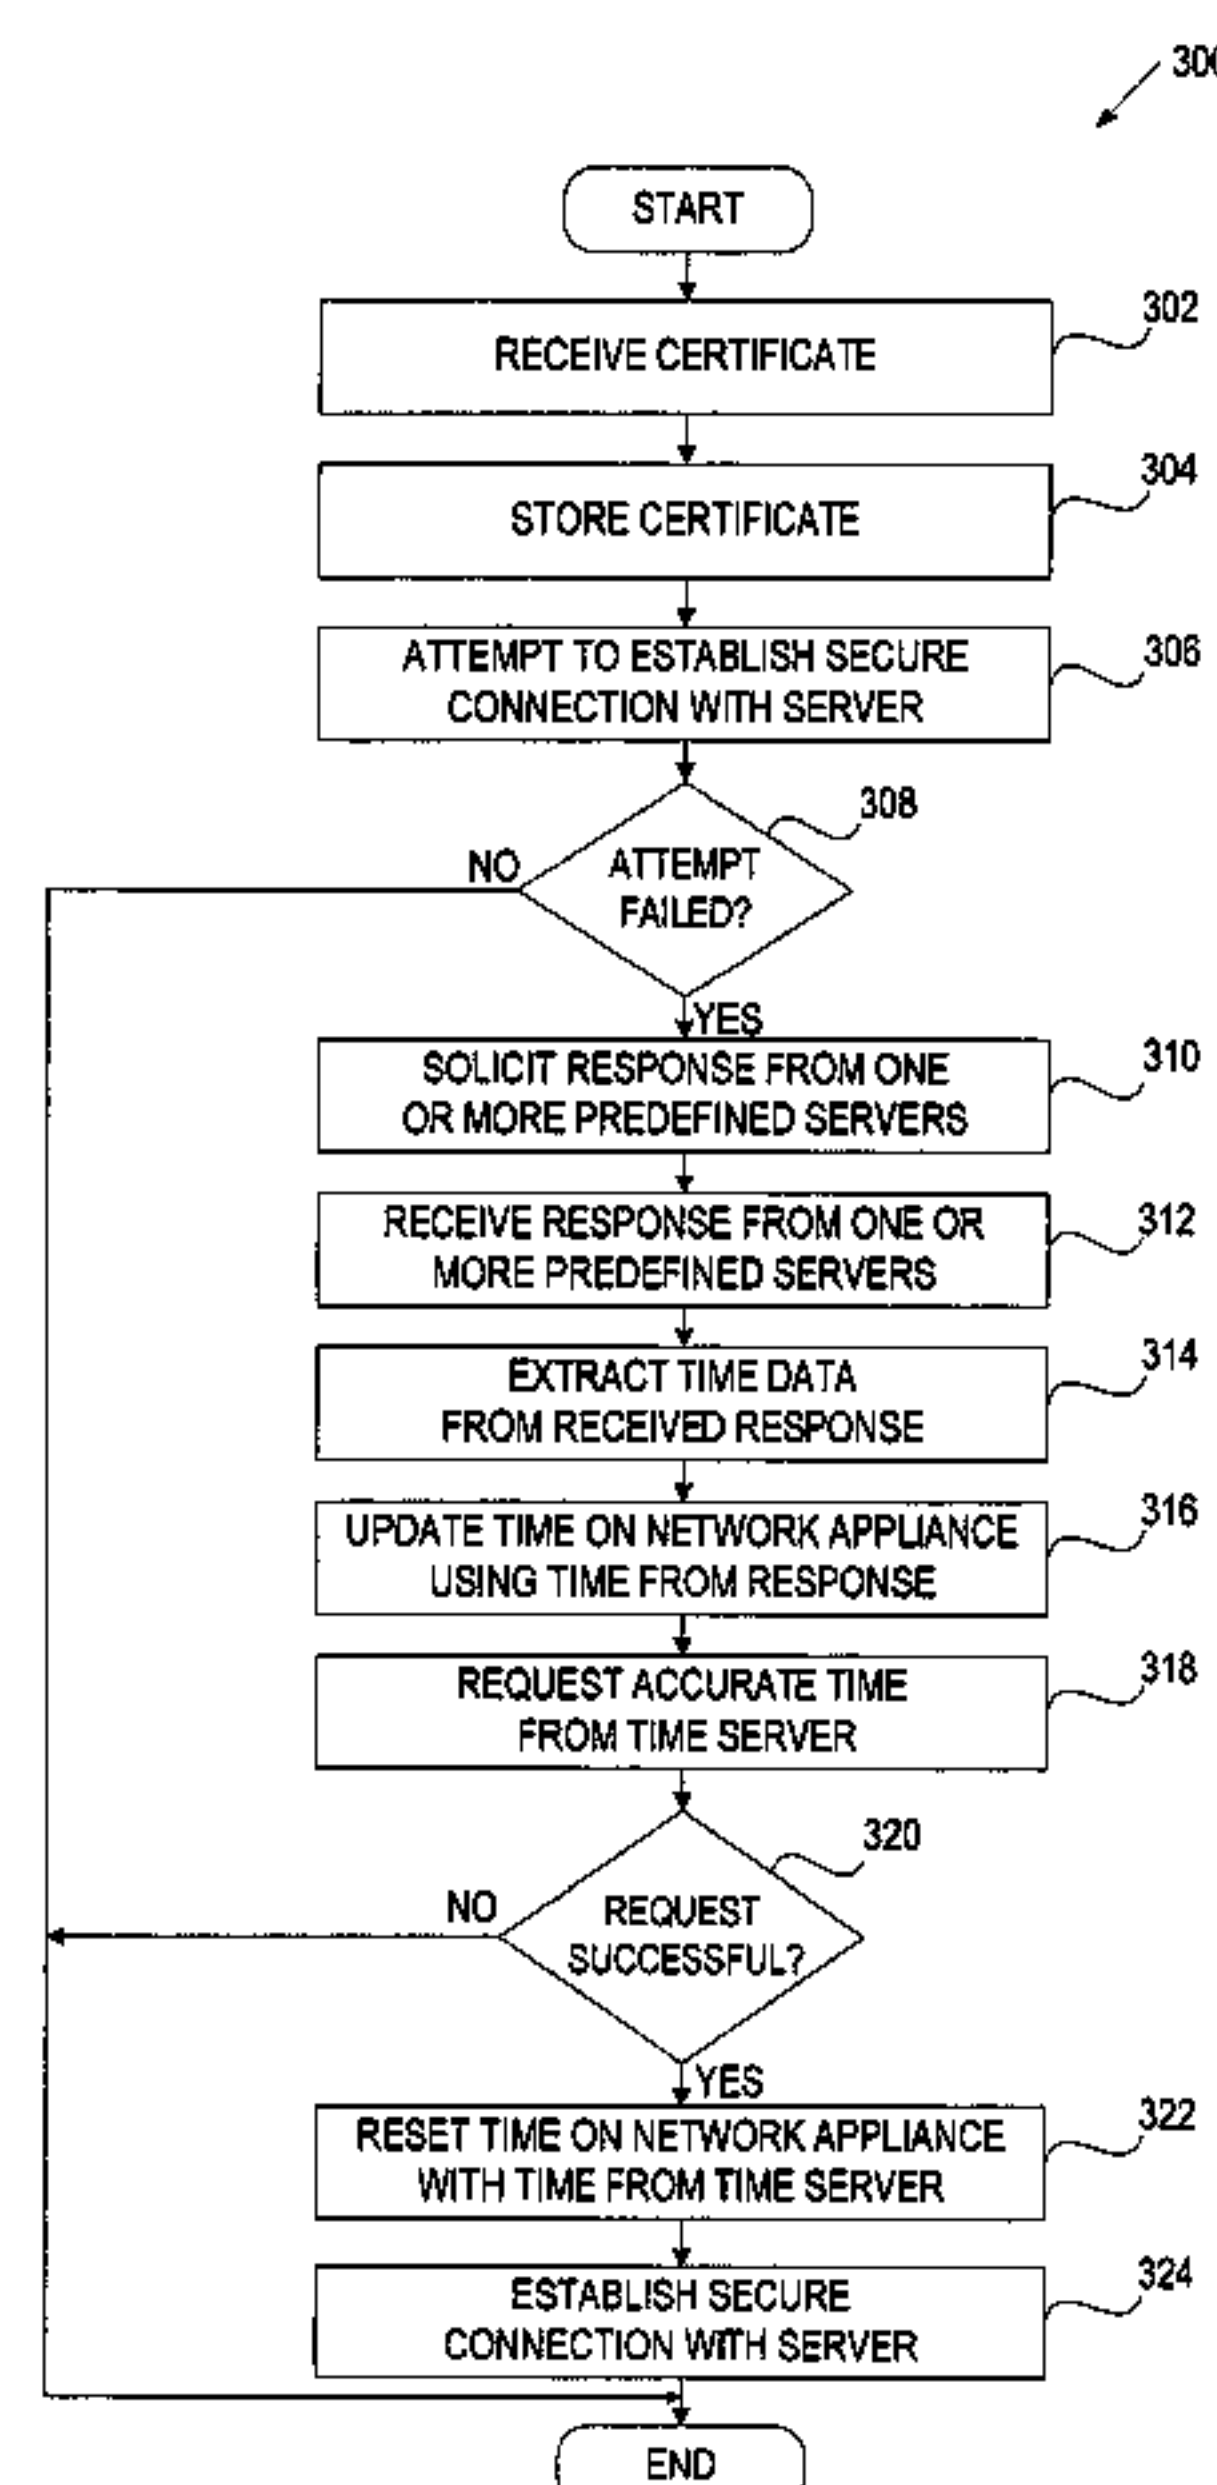 300
START
302
RECEIVE CERTIFICATE
304
STORE CERTIFICATE
306
ATTEMPT TO ESTABLISH SECURE
CONNECTION WITH SERVER
308
ATTEMPT
FAILED?
NO
YES
310
SOLICIT RESPONSE FROM ONE
OR MORE PREDEFINED SERVERS
312
RECEIVE RESPONSE FROM ONE OR
MORE PREDEFINED SERVERS
314
EXTRACT TIME DATA
FROM RECEIVED RESPONSE
316
UPDATE TIME ON NETWORK APPLIANCE
USING TIME FROM RESPONSE
318
REQUEST ACCURATE TIME
FROM TIME SERVER
320
REQUEST
SUCCESSFUL?
NO
YES
322
RESET TIME ON NETWORK APPLIANCE
WITH TIME FROM TIME SERVER
324
ESTABLISH SECURE
CONNECTION WITH SERVER
END